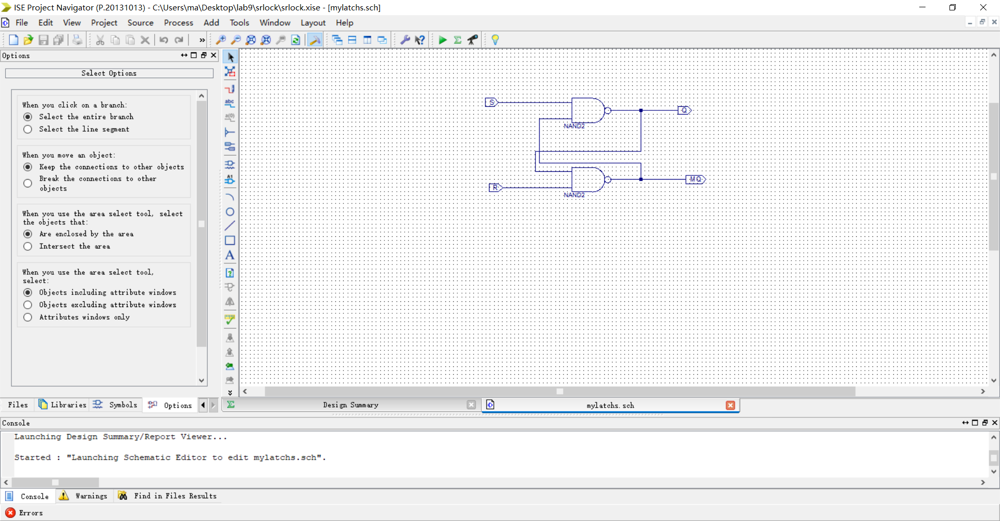 ISE Project Navigator (P.20131013) - C:\Users\ma\Desktop\lab9\srlock\srlock.xise - [mylatchs.sch]
File Edit View Project Source Process Add Tools Window Layout Help
Options
Select Options
When you click on a branch:
Select the entire branch
Select the line segment
When you move an object:
Keep the connections to other objects
Break the connections to other
objects
When you use the area select tool, select
the objects that:
Are enclosed by the area
Intersect the area
When you use the area select tool,
select:
Objects including attribute windows
Objects excluding attribute windows
Attributes windows only
abc
a(0)
A1
A
S
NAND2
Q
R
NAND2
MQ
Files Libraries Symbols Options
Design Summary
mylatchs.sch
Console
Launching Design Summary/Report Viewer...
Started : "Launching Schematic Editor to edit mylatchs.sch".
Console Warnings Find in Files Results
Errors